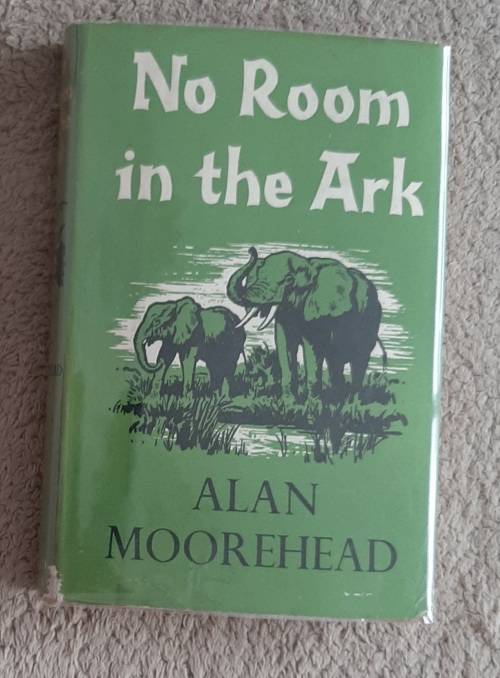 No Room
in the Ark
ALAN
MOOREHEAD